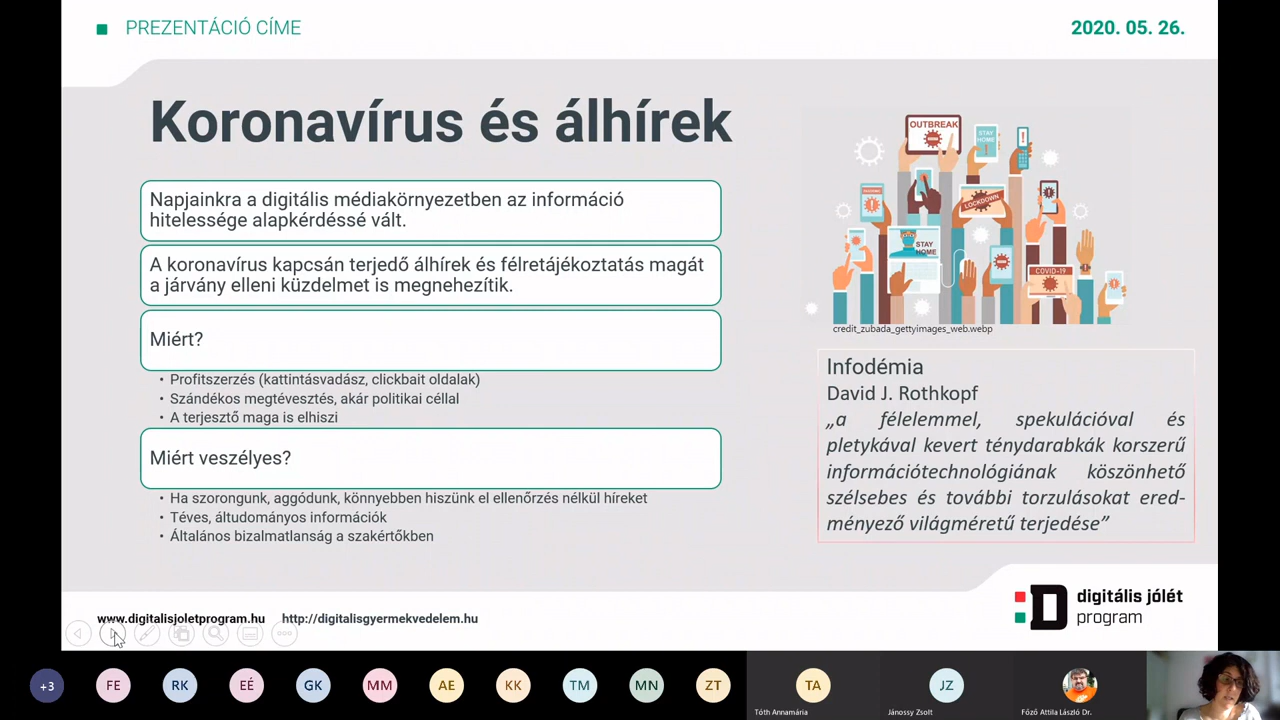 PREZENTÁCIÓ CÍME
2020. 05. 26.
Koronavírus és álhírek
Napjainkra a digitális médiakörnyezetben az információ
hitelessége alapkérdéssé vált.
A koronavírus kapcsán terjedő álhírek és félretájékoztatás magát
a járvány elleni küzdelmet is megnehezítik.
Miért?
• Profitszerzés (kattintásvadász, clickbait oldalak)
• Szándékos megtévesztés, akár politikai céllal
• A terjesztő maga is elhiszi
Miért veszélyes?
• Ha szorongunk, aggódunk, könnyebben hiszünk el ellenőrzés nélkül híreket
• Téves, áltudományos információk
• Általános bizalmatlanság a szakértőkben
OUTBREAK
STAY
HOME
LOCKDOWN
STAY
HOME
COVID-19
credit_zubada_gettyimages_web.webp
Infodémia
David J. Rothkopf
„a félelemmel, spekulációval és
pletykával kevert ténydarabkák korszerű
információtechnológiának köszönhető
szélsebes és további torzulásokat ered-
ményező világméretű terjedése”
www.digitalisjoletprogram.hu
http://digitalisgyermekvedelem.hu
digitális jólét
program
+3
FE
RK
EÉ
GK
MM
AE
KK
TM
MN
ZT
TA
JZ
Tóth Annamária
Jánossy Zsolt
Főző Attila László Dr.